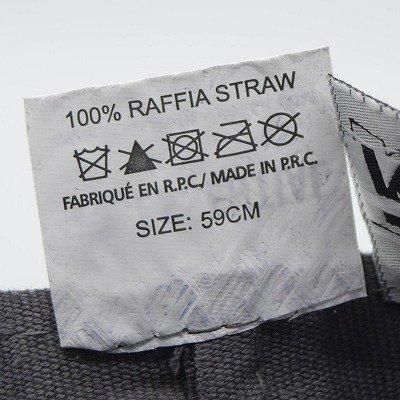 100% RAFFIA STRAW
FABRIQUÉ EN R.P.C./ MADE IN P.R.C.
SIZE: 59CM